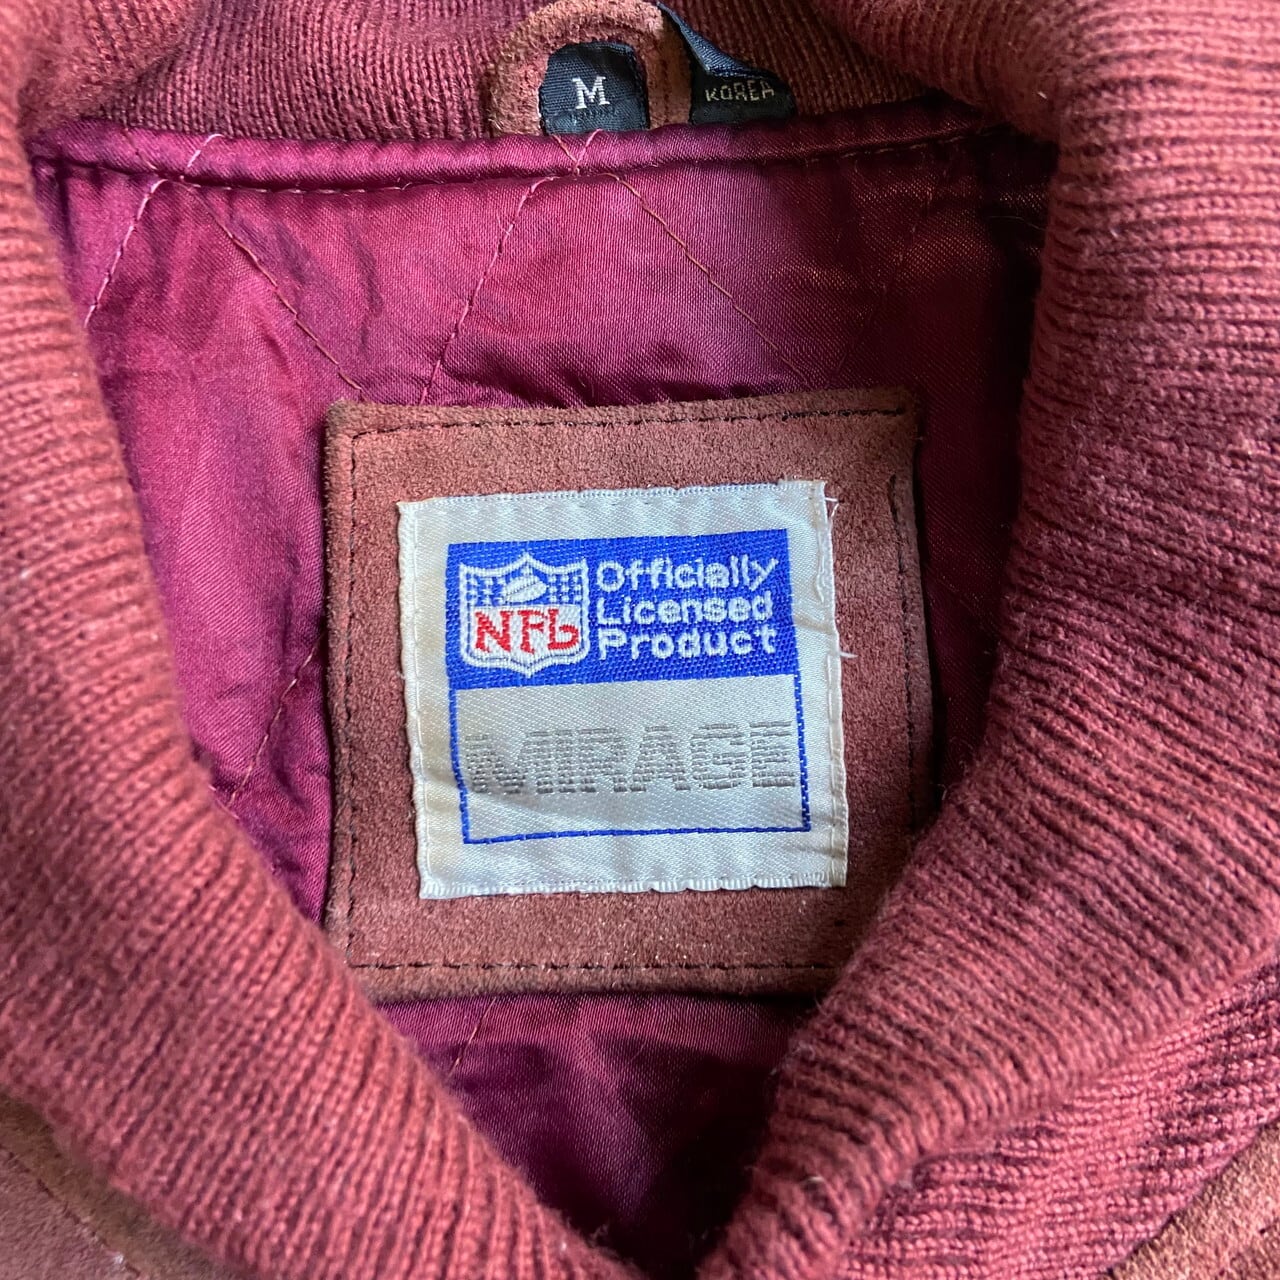 M
KOREA
NFL
Officially
Licensed
Product
MIRAGE